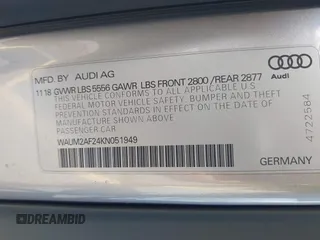 MFD. BY AUDI AG
11 18 GVWR LBS 5556 GAWR LBS FRONT 2800 /REAR 2877
THIS VEHICLE CONFORMS TO ALL APPLICABLE
FEDERAL MOTOR VEHICLE SAFETY, BUMPER AND THEFT
PREVENTION STANDARDS IN EFFECT ON THE DATE OF
MANUFACTURE SHOWN ABOVE.
PASSENGER CAR
WAUM2AF24KN051949
Audi
4722584
GERMANY
DREAMBID